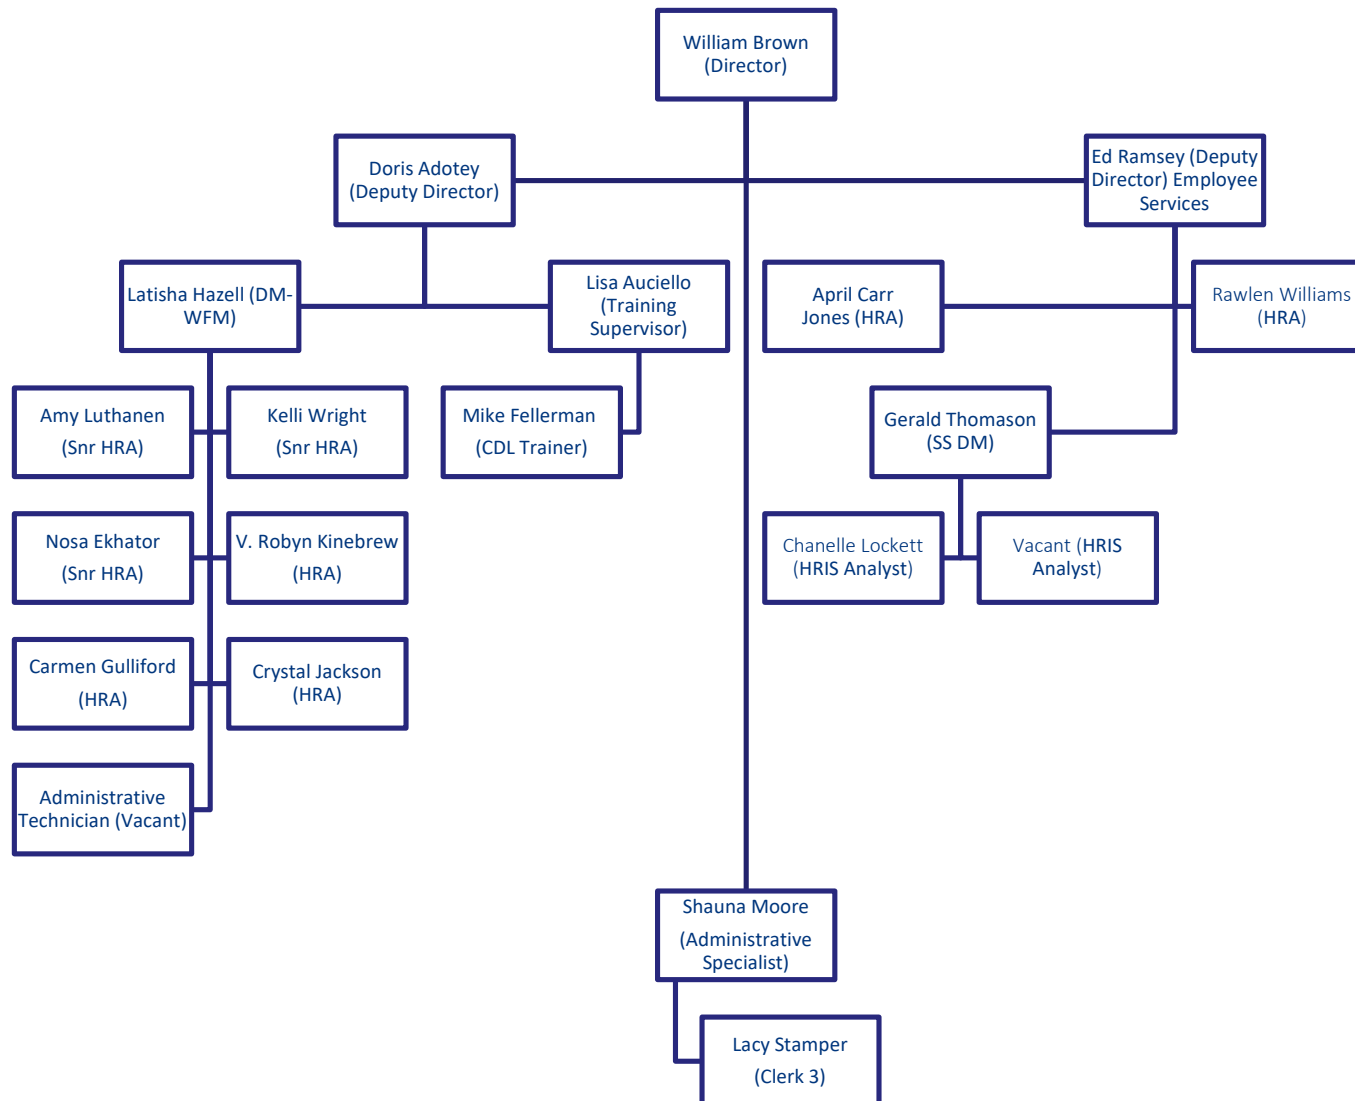 William Brown
(Director)
Doris Adotey
(Deputy Director)
Ed Ramsey (Deputy
Director) Employee
Services
Latisha Hazell (DM-
WFM)
Lisa Auciello
(Training
Supervisor)
April Carr
Jones (HRA)
Rawlen Williams
(HRA)
Amy Luthanen
(Snr HRA)
Kelli Wright
(Snr HRA)
Mike Fellerman
(CDL Trainer)
Gerald Thomason
(SS DM)
Nosa Ekhator
(Snr HRA)
V. Robyn Kinebrew
(HRA)
Chanelle Lockett
(HRIS Analyst)
Vacant (HRIS
Analyst)
Carmen Gulliford
(HRA)
Crystal Jackson
(HRA)
Administrative
Technician (Vacant)
Shauna Moore
(Administrative
Specialist)
Lacy Stamper
(Clerk 3)